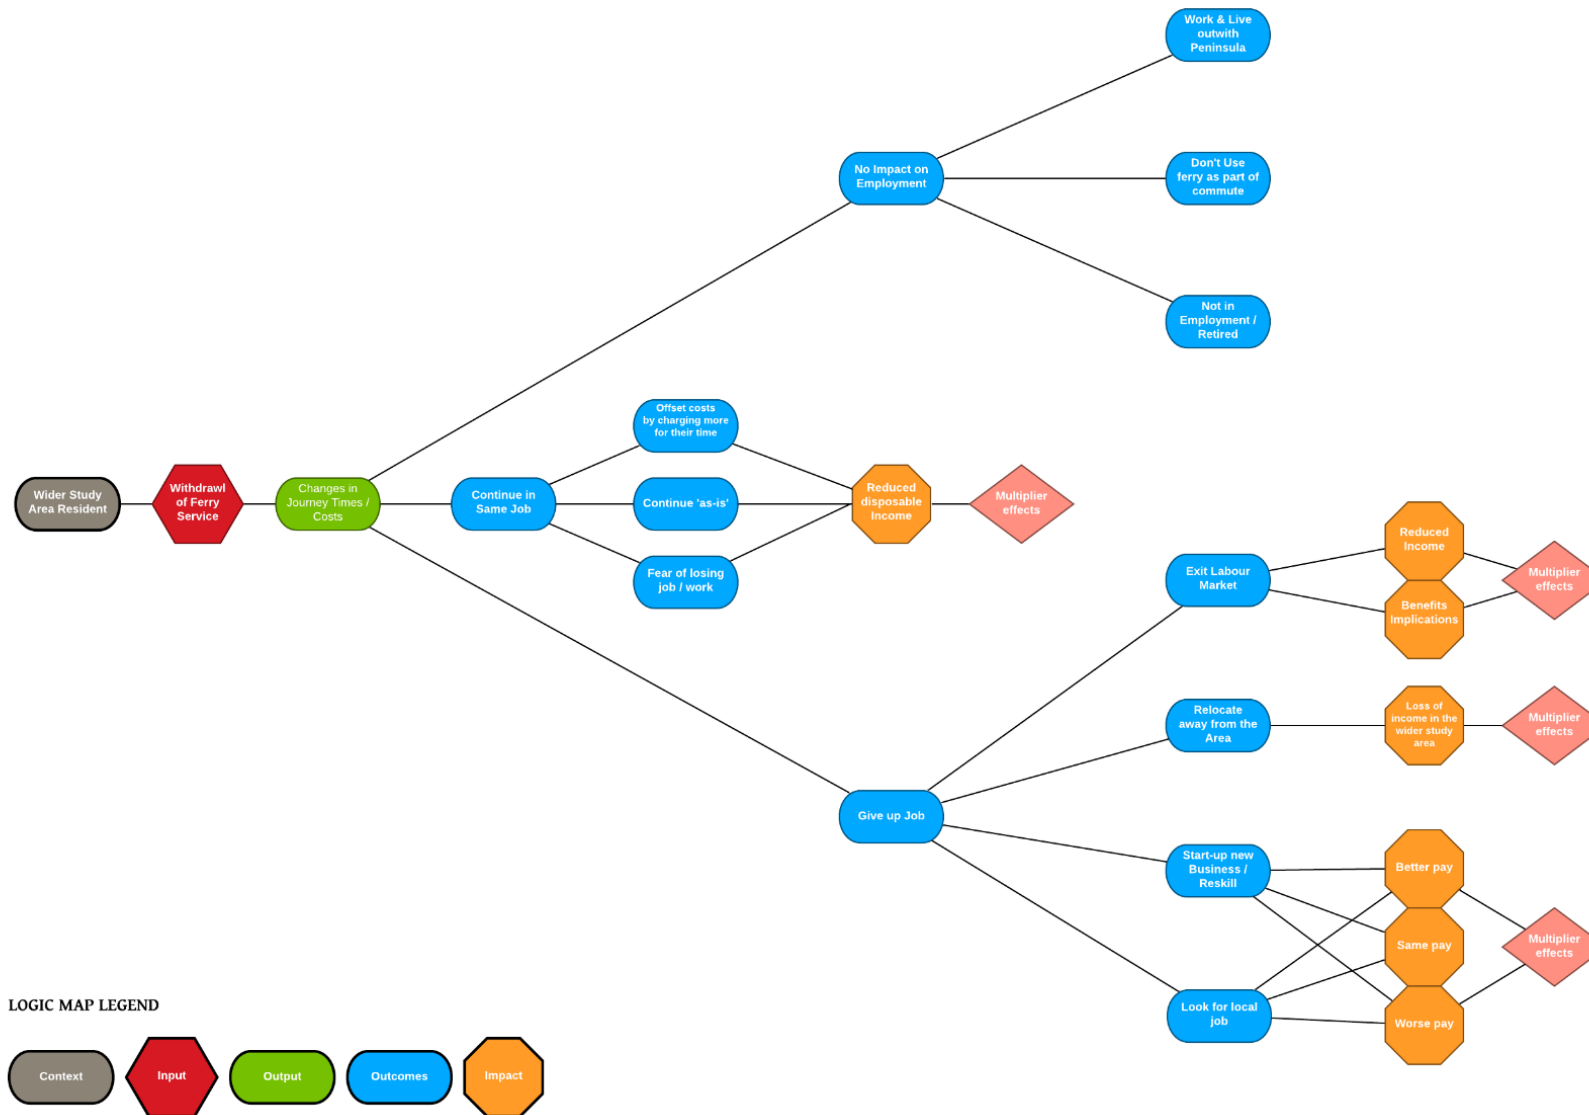 Work & Live
outwith
Peninsula
No Impact on
Employment
Don't Use
ferry as part of
commute
Not in
Employment /
Retired
Offset costs
by charging more
for their time
Wider Study
Area Resident
Withdrawl
of Ferry
Service
Changes in
Journey Times /
Costs
Continue in
Same Job
Continue 'as-is'
Reduced
disposable
Income
Multiplier
effects
Fear of losing
job / work
Exit Labour
Market
Reduced
Income
Benefits
Implications
Multiplier
effects
Relocate
away from the
Area
Loss of
income in the
wider study
area
Multiplier
effects
Give up Job
Start-up new
Business /
Reskill
Better pay
Same pay
Multiplier
effects
Look for local
job
Worse pay
LOGIC MAP LEGEND
Context
Input
Output
Outcomes
Impact